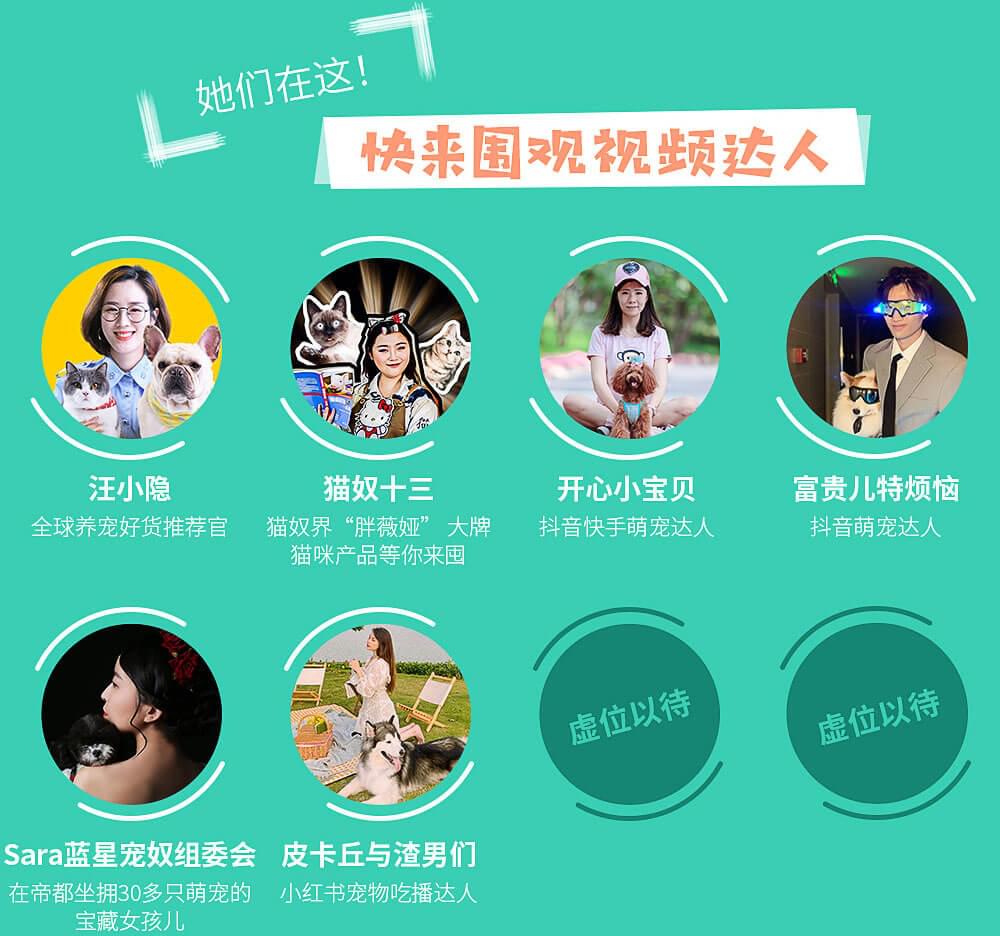 她们在这！
快来围观视频达人
汪小隐
全球养宠好货推荐官
猫奴十三
猫奴界“胖薇娅” 大牌
猫咪产品等你来囤
开心小宝贝
抖音快手萌宠达人
富贵儿特烦恼
抖音萌宠达人
Sara蓝星宠奴组委会
在帝都坐拥30多只萌宠的
宝藏女孩儿
皮卡丘与渣男们
小红书宠物吃播达人
虚位以待
虚位以待